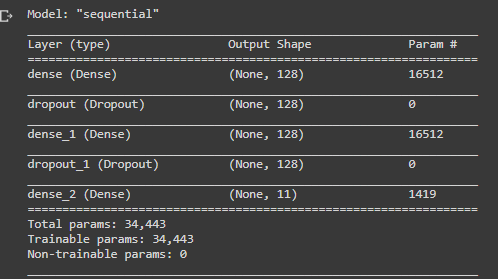 Model: "sequential"
Layer (type) Output Shape Param #
dense (Dense) (None, 128) 16512
dropout (Dropout) (None, 128) 0
dense_1 (Dense) (None, 128) 16512
dropout_1 (Dropout) (None, 128) 0
dense_2 (Dense) (None, 11) 1419
Total params: 34,443
Trainable params: 34,443
Non-trainable params: 0